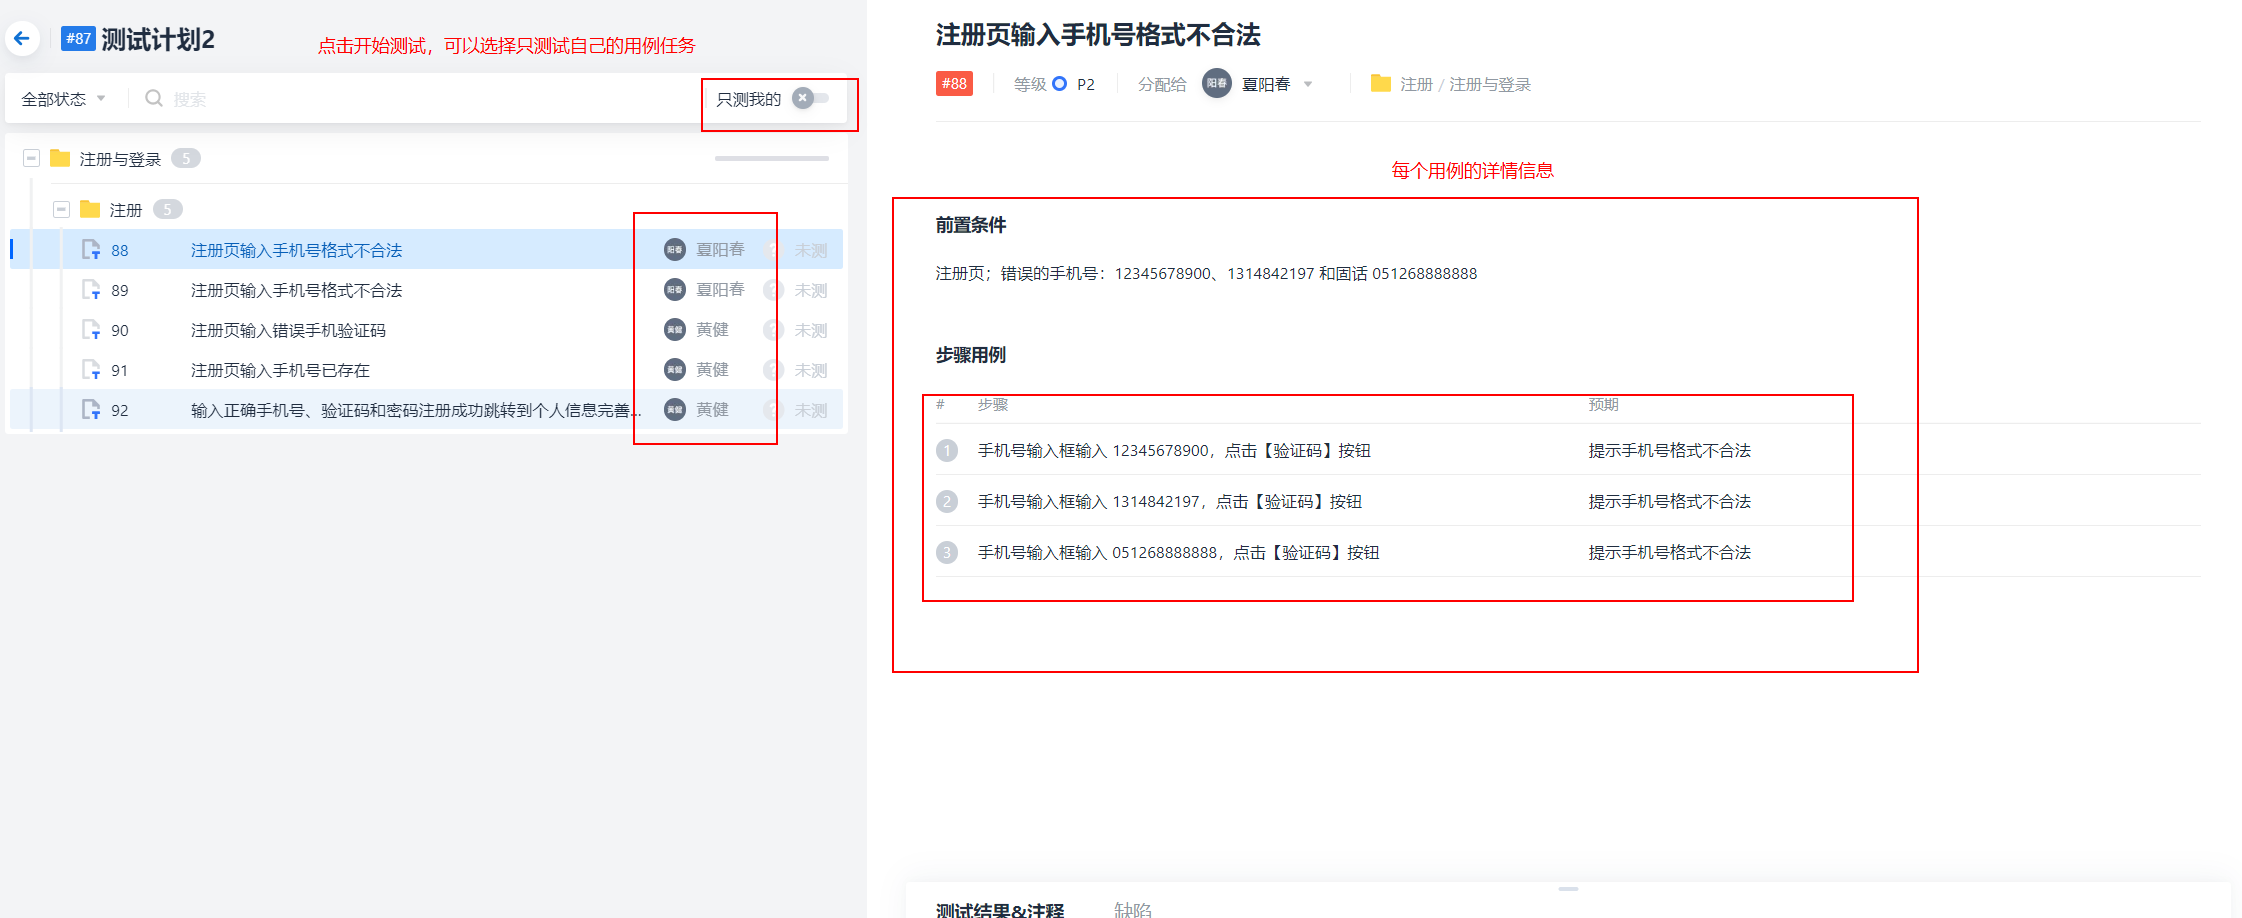 #87 测试计划2
点击开始测试，可以选择只测试自己的用例任务
全部状态 搜索 只测我的
注册与登录 5
注册 5
88 注册页输入手机号格式不合法 阳春 夏阳春 ? 未测
89 注册页输入手机号格式不合法 阳春 夏阳春 ? 未测
90 注册页输入错误手机验证码 黄健 黄健 ? 未测
91 注册页输入手机号已存在 黄健 黄健 ? 未测
92 输入正确手机号、验证码和密码注册成功跳转到个人信息完善... 黄健 黄健 ? 未测
注册页输入手机号格式不合法
#88 等级 P2 分配给 阳春 夏阳春 注册 / 注册与登录
每个用例的详情信息
前置条件
注册页；错误的手机号：12345678900、1314842197 和固话 051268888888
步骤用例
# 步骤 预期
1 手机号输入框输入 12345678900，点击【验证码】按钮 提示手机号格式不合法
2 手机号输入框输入 1314842197，点击【验证码】按钮 提示手机号格式不合法
3 手机号输入框输入 051268888888，点击【验证码】按钮 提示手机号格式不合法
测试结果&注释 缺陷